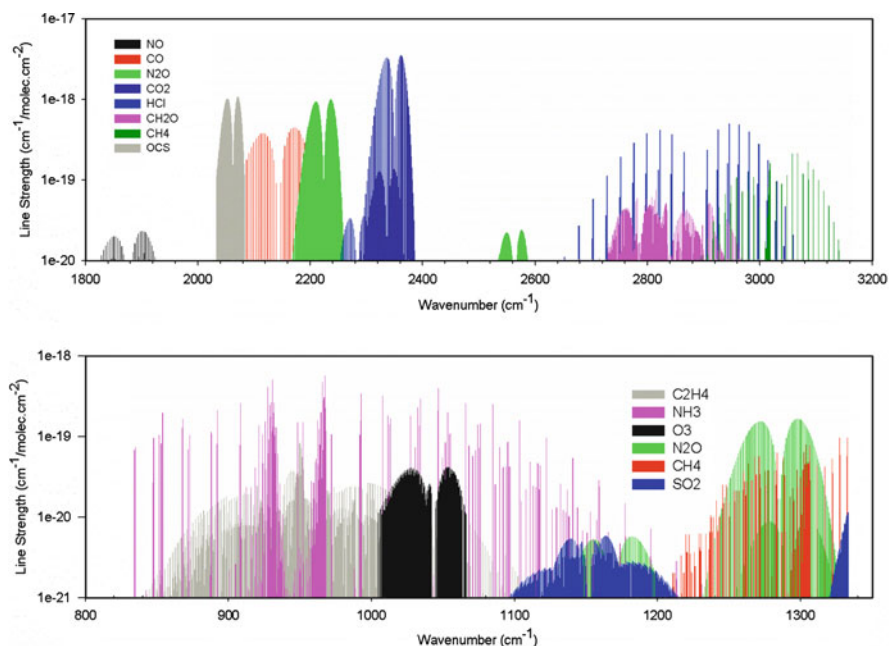 1e-17
1e-18
1e-19
1e-20
Line Strength (cm⁻¹/molec.cm⁻²)
NO
CO
N2O
CO2
HCl
CH2O
CH4
OCS
1800 2000 2200 2400 2600 2800 3000 3200
Wavenumber (cm⁻¹)
1e-18
1e-19
1e-20
1e-21
Line Strength (cm⁻¹/molec.cm⁻²)
C2H4
NH3
O3
N2O
CH4
SO2
800 900 1000 1100 1200 1300
Wavenumber (cm⁻¹)